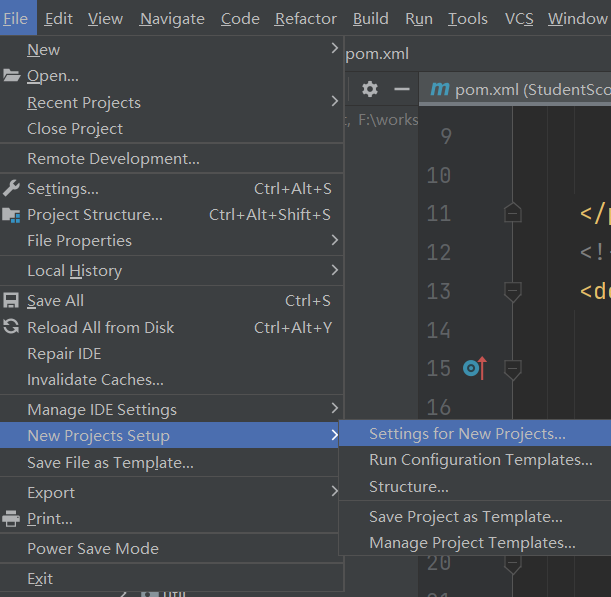 File Edit View Navigate Code Refactor Build Run Tools VCS Window
New
pom.xml
Open...
m pom.xml (StudentSco
Recent Projects
F:\works
Close Project
9
Remote Development...
10
Settings... Ctrl+Alt+S
Project Structure... Ctrl+Alt+Shift+S
11 </p
File Properties
12 <!-
Local History
13 <de
Save All Ctrl+S
Reload All from Disk Ctrl+Alt+Y
14
Repair IDE
15
Invalidate Caches...
16
Manage IDE Settings
New Projects Setup
Settings for New Projects...
Save File as Template...
Run Configuration Templates...
Export
Structure...
Print...
Save Project as Template...
Power Save Mode
Manage Project Templates...
20
Exit
util